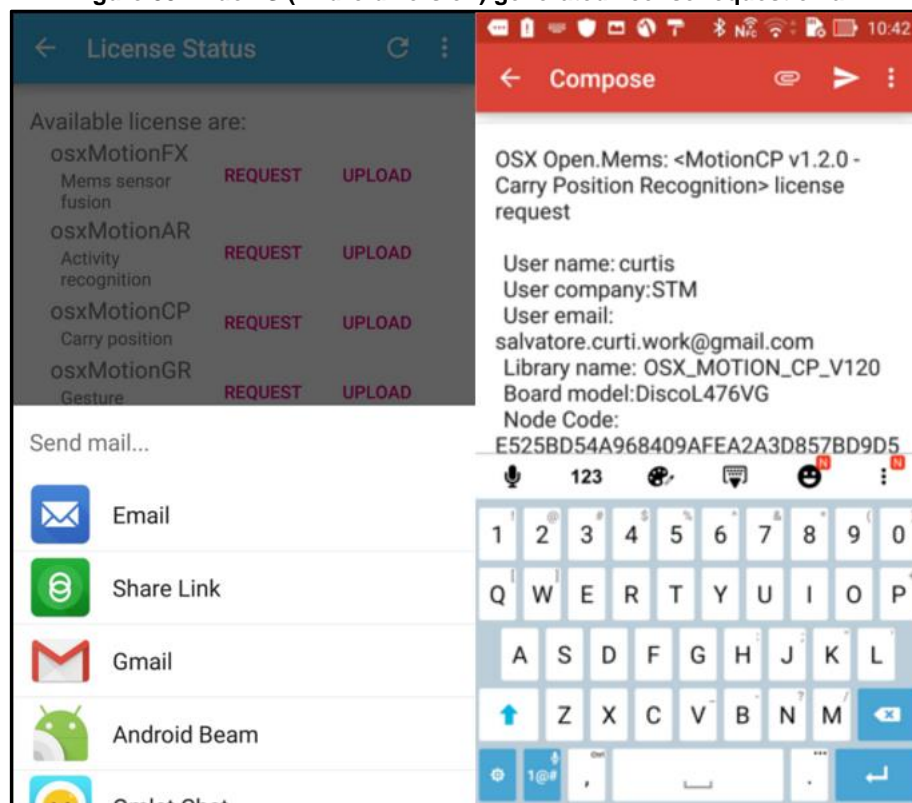 License Status
Available license are:
osxMotionFX
Mems sensor
fusion
REQUEST UPLOAD
osxMotionAR
Activity
recognition
REQUEST UPLOAD
osxMotionCP
Carry position
REQUEST UPLOAD
osxMotionGR
Gesture
REQUEST UPLOAD
Send mail...
Email
Share Link
Gmail
Android Beam
10:42
Compose
OSX Open.Mems: <MotionCP v1.2.0 -
Carry Position Recognition> license
request
User name: curtis
User company:STM
User email:
salvatore.curti.work@gmail.com
Library name: OSX_MOTION_CP_V120
Board model:DiscoL476VG
Node Code:
E525BD54A968409AFEA2A3D857BD9D5
123
1 2 3 4 5 6 7 8 9 0
Q W E R T Y U I O P
A S D F G H J K L
Z X C V B N M
1@# , .